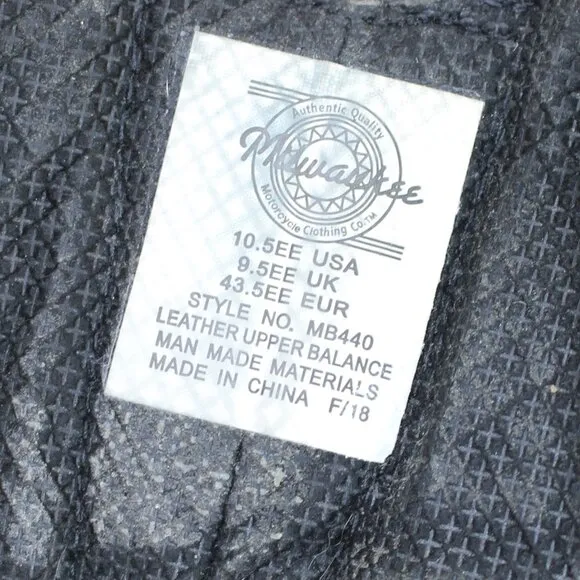 Authentic Quality
Milwaukee
Motorcycle Clothing Co.™
10.5EE USA
9.5EE UK
43.5EE EUR
STYLE NO. MB440
LEATHER UPPER BALANCE
MAN MADE MATERIALS
MADE IN CHINA F/18